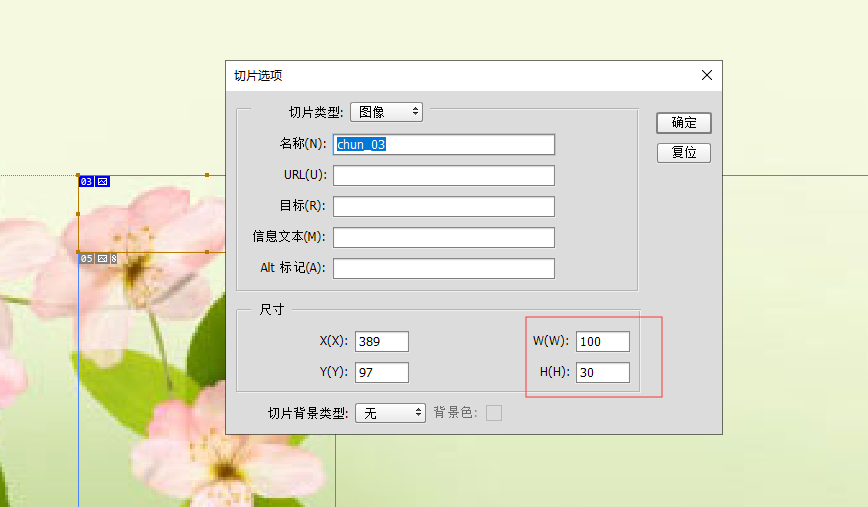 切片选项
切片类型: 图像
确定
名称(N): chun_03
复位
URL(U):
03
目标(R):
信息文本(M):
05
Alt 标记(A):
尺寸
X(X): 389 W(W): 100
Y(Y): 97 H(H): 30
切片背景类型: 无 背景色: